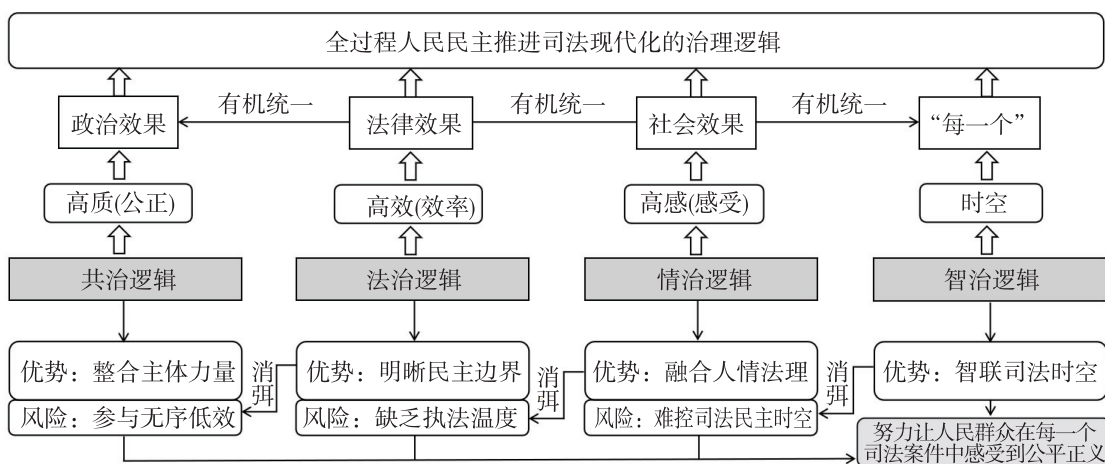 全过程人民民主推进司法现代化的治理逻辑
有机统一
有机统一
有机统一
政治效果
法律效果
社会效果
“每一个”
高质(公正)
高效(效率)
高感(感受)
时空
共治逻辑
法治逻辑
情治逻辑
智治逻辑
优势：整合主体力量
消弭
优势：明晰民主边界
消弭
优势：融合人情法理
消弭
优势：智联司法时空
风险：参与无序低效
风险：缺乏执法温度
风险：难控司法民主时空
努力让人民群众在每一个
司法案件中感受到公平正义